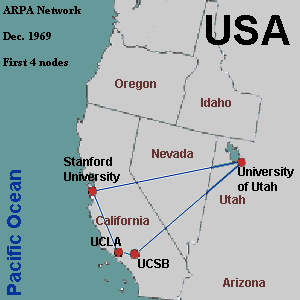 ARPA Network
Dec. 1969
First 4 nodes
USA
Oregon
Idaho
Stanford
University
Nevada
University
of Utah
Utah
California
UCLA
UCSB
Arizona
Pacific Ocean